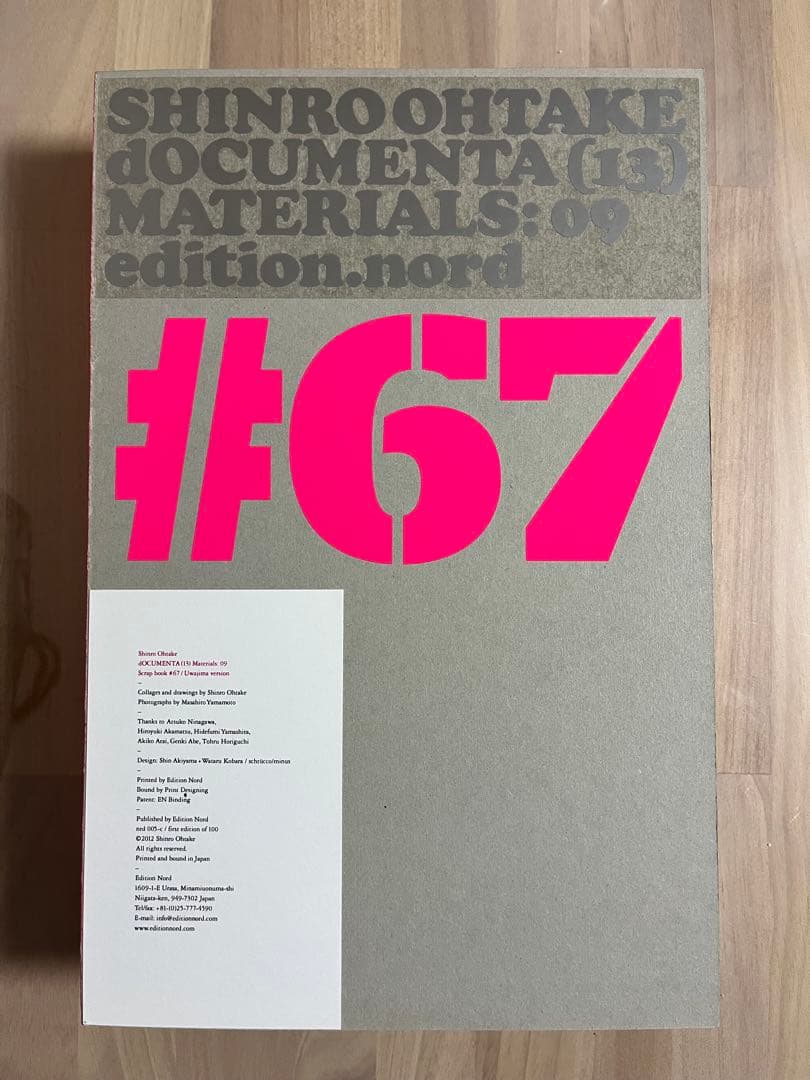 SHINRO OHTAKE
dOCUMENTA (13)
MATERIALS: 09
edition.nord
#67
Shinro Ohtake
dOCUMENTA (13) Materials: 09
Scrap book #67 / Uwajima version
–
Collages and drawings by Shinro Ohtake
Photographs by Masahito Yamamoto
–
Thanks to Atsuko Ninagawa,
Hiroyuki Akamatsu, Hidefumi Yamashita,
Akiko Arai, Genki Abe, Tohru Horiguchi
–
Design: Shin Akiyama + Wataru Kobara / schtücco/minus
–
Printed by Edition Nord
Bound by Print Designing
Patent: EN Binding
–
Published by Edition Nord
ned 005-c / first edition of 100
©2012 Shinro Ohtake
All rights reserved.
Printed and bound in Japan
–
Edition Nord
1609-1-E Urasa, Minamiuonuma-shi
Niigata-ken, 949-7302 Japan
Tel/fax: +81-(0)25-777-4590
E-mail: info@editionnord.com
www.editionnord.com